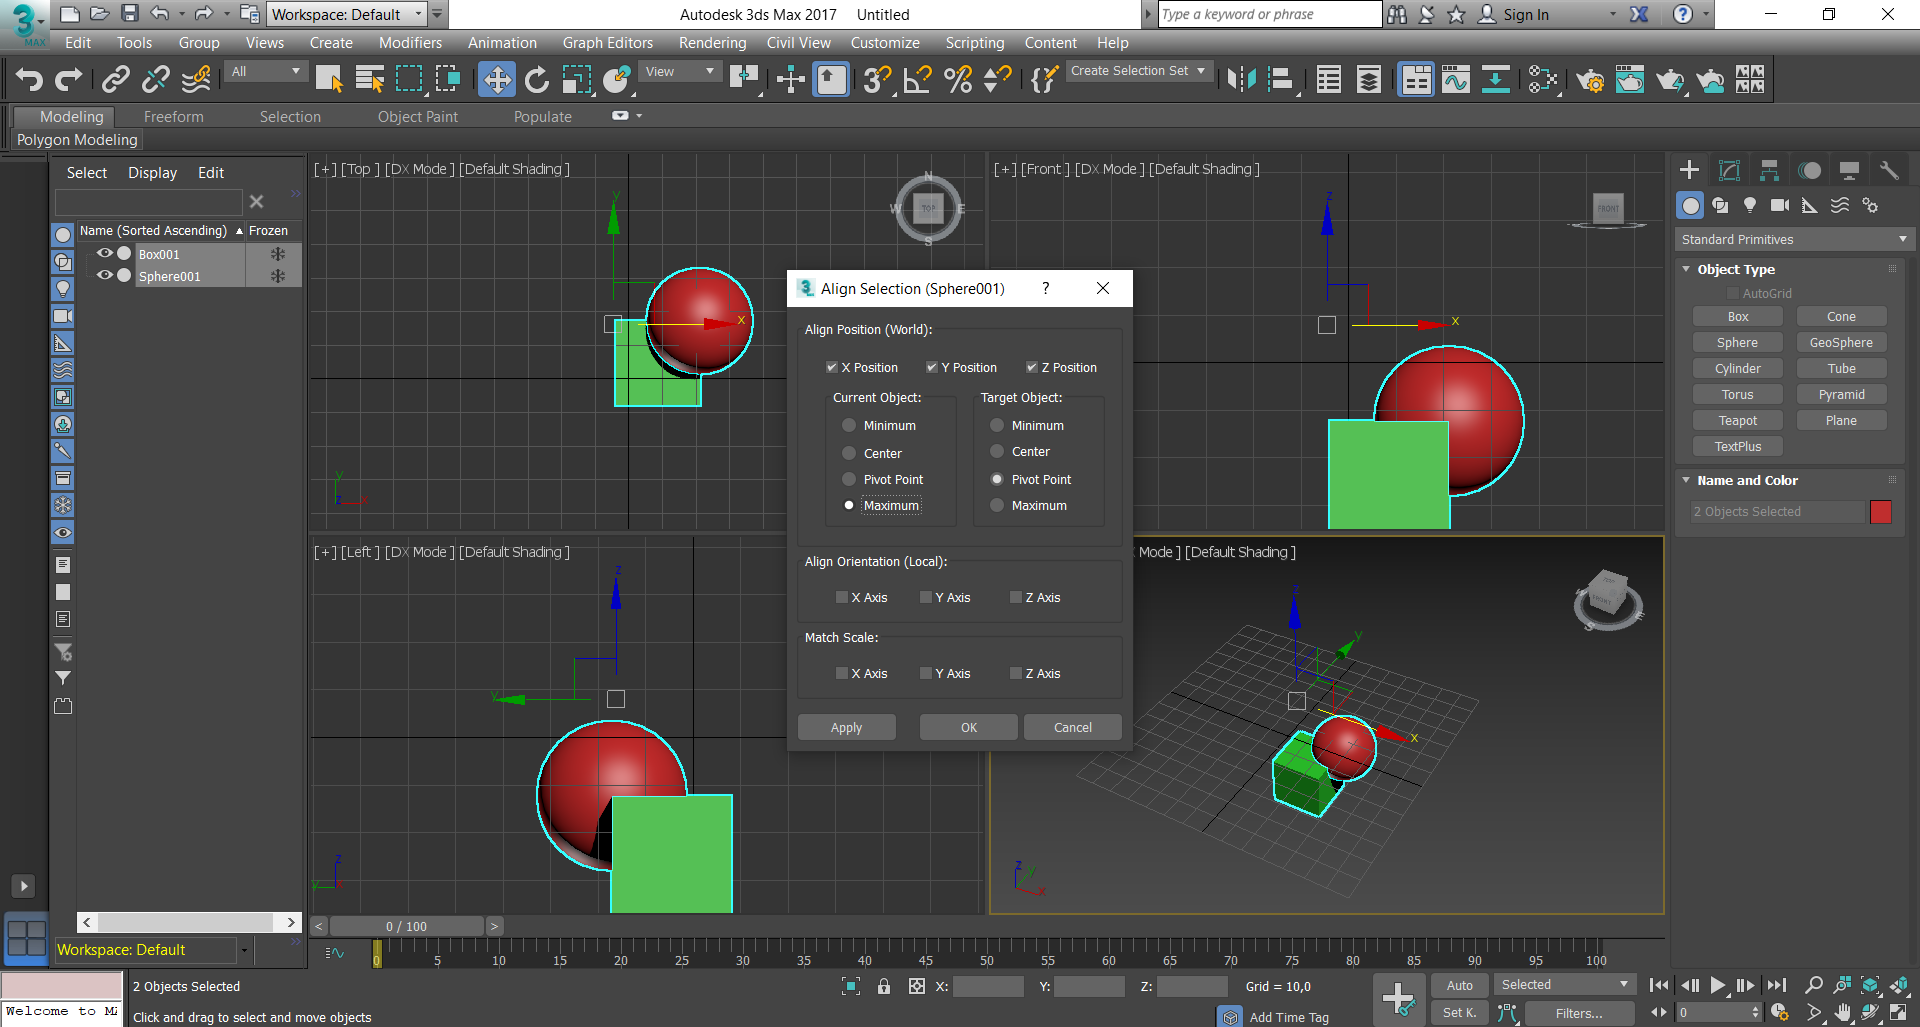 Workspace: Default
Autodesk 3ds Max 2017 Untitled
Type a keyword or phrase
Sign In
MAX
Edit Tools Group Views Create Modifiers Animation Graph Editors Rendering Civil View Customize Scripting Content Help
All
View
Create Selection Set
Modeling Freeform Selection Object Paint Populate
Polygon Modeling
Select Display Edit
Name (Sorted Ascending) Frozen
Box001
Sphere001
Workspace: Default
[+] [Top ] [DX Mode ] [Default Shading ]
N
W TOP E
S
y
x
y
z x
[+] [Front ] [DX Mode ] [Default Shading ]
FRONT
z
x
[+] [Left ] [DX Mode ] [Default Shading ]
z
y
z
y x
Mode ] [Default Shading ]
TOP
FRONT
W
E
S
z
y
x
z
y
x
Align Selection (Sphere001) ?
Align Position (World):
X Position Y Position Z Position
Current Object: Target Object:
Minimum Minimum
Center Center
Pivot Point Pivot Point
Maximum Maximum
Align Orientation (Local):
X Axis Y Axis Z Axis
Match Scale:
X Axis Y Axis Z Axis
Apply OK Cancel
Standard Primitives
Object Type
AutoGrid
Box Cone
Sphere GeoSphere
Cylinder Tube
Torus Pyramid
Teapot Plane
TextPlus
Name and Color
2 Objects Selected
< 0 / 100 >
0 5 10 15 20 25 30 35 40 45 50 55 60 65 70 75 80 85 90 95 100
2 Objects Selected
X: Y: Z: Grid = 10,0
Auto Selected
Welcome to M
Click and drag to select and move objects
Add Time Tag
Set K. Filters...
0